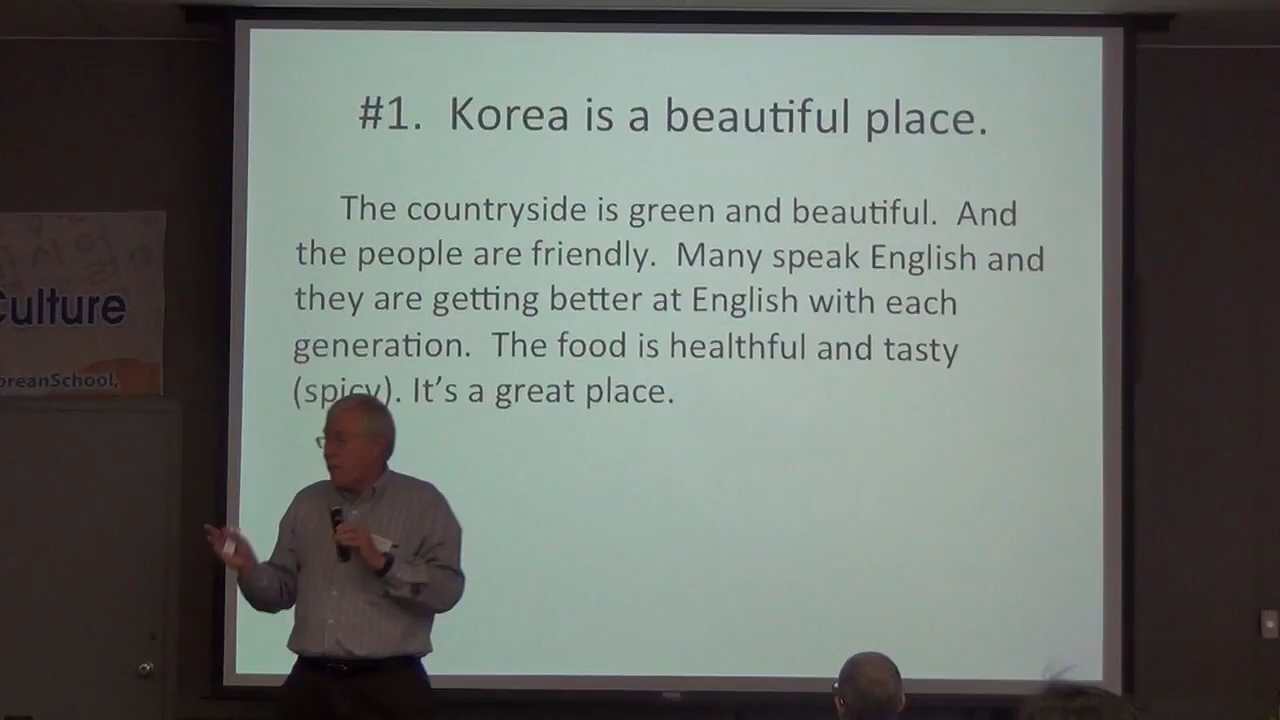 #1. Korea is a beautiful place.
The countryside is green and beautiful. And
the people are friendly. Many speak English and
they are getting better at English with each
generation. The food is healthful and tasty
(spicy). It's a great place.
Culture
oreanSchool,